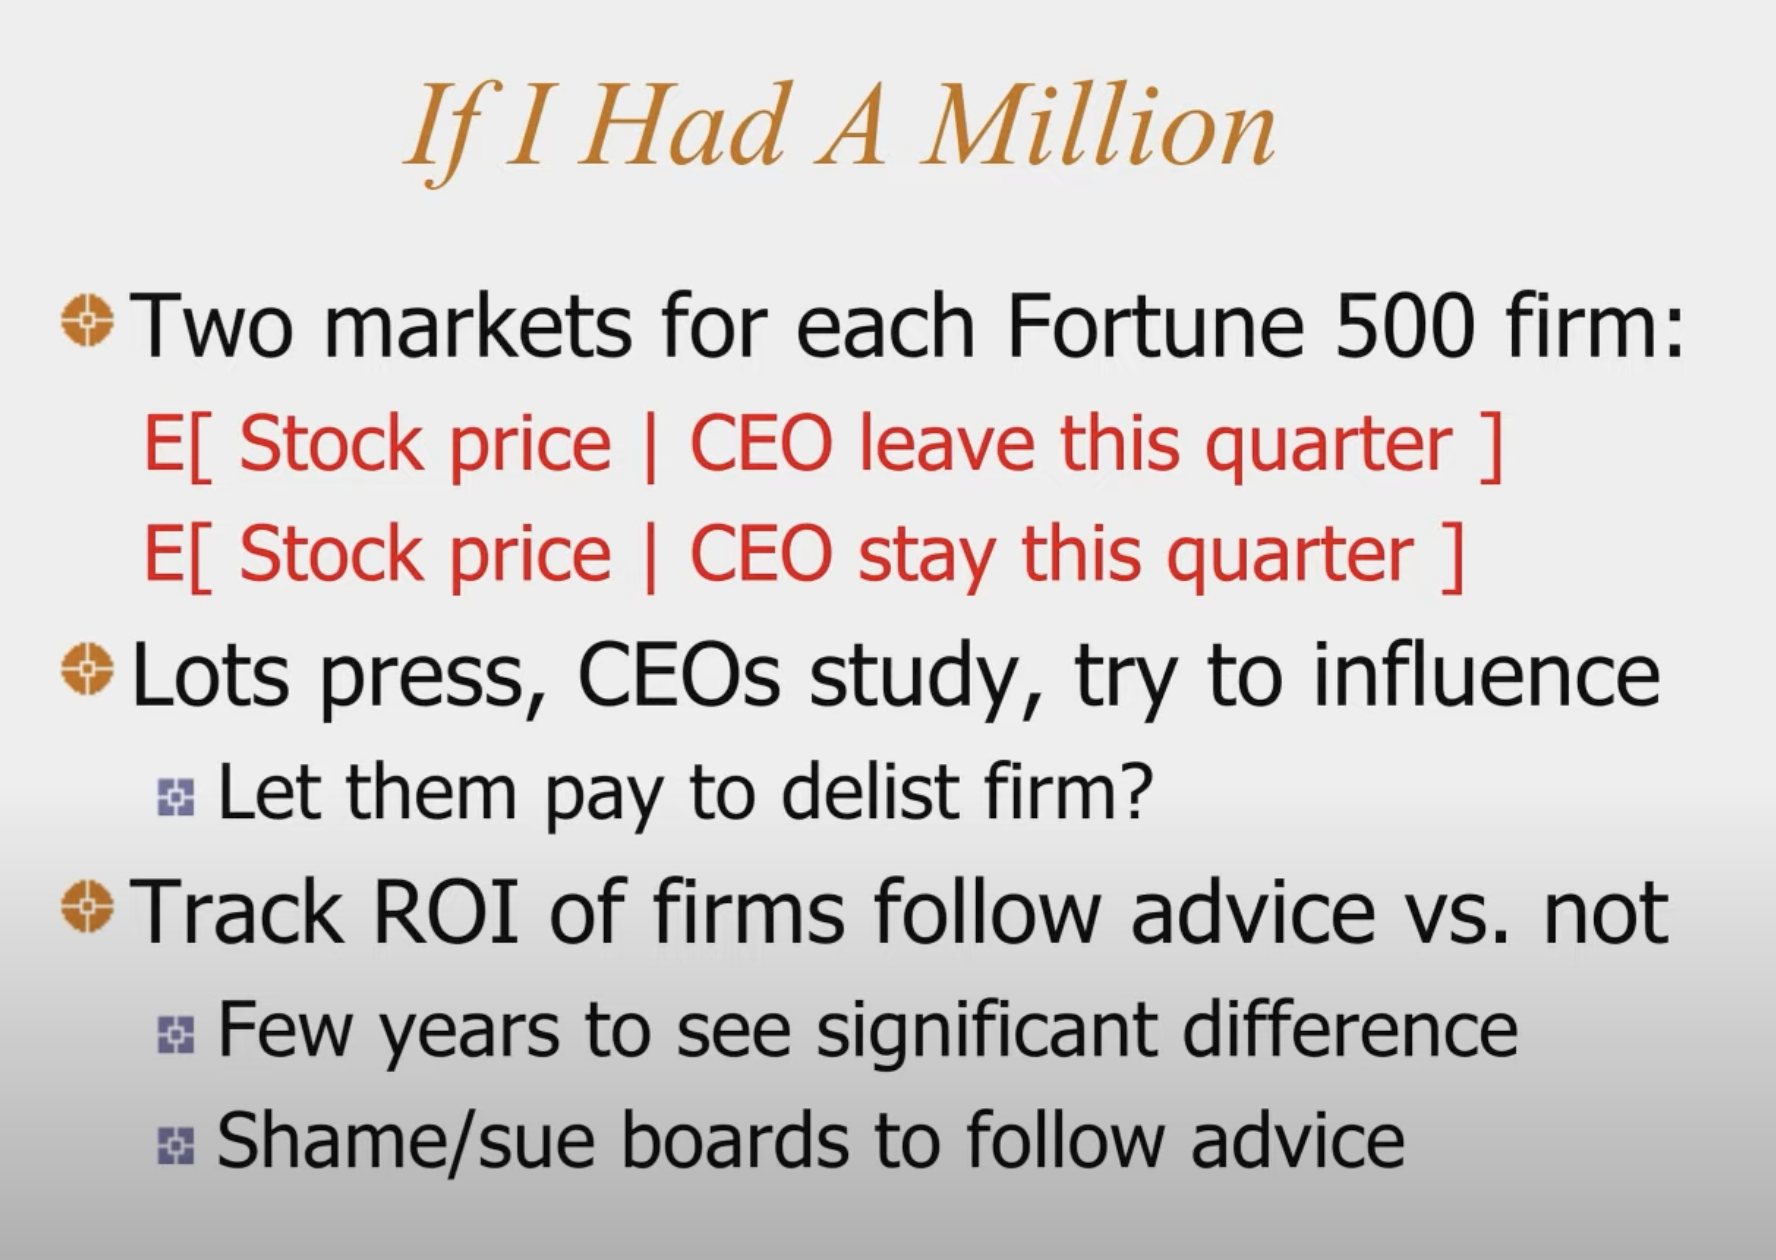 If I Had A Million
Two markets for each Fortune 500 firm:
E[ Stock price | CEO leave this quarter ]
E[ Stock price | CEO stay this quarter ]
Lots press, CEOs study, try to influence
Let them pay to delist firm?
Track ROI of firms follow advice vs. not
Few years to see significant difference
Shame/sue boards to follow advice